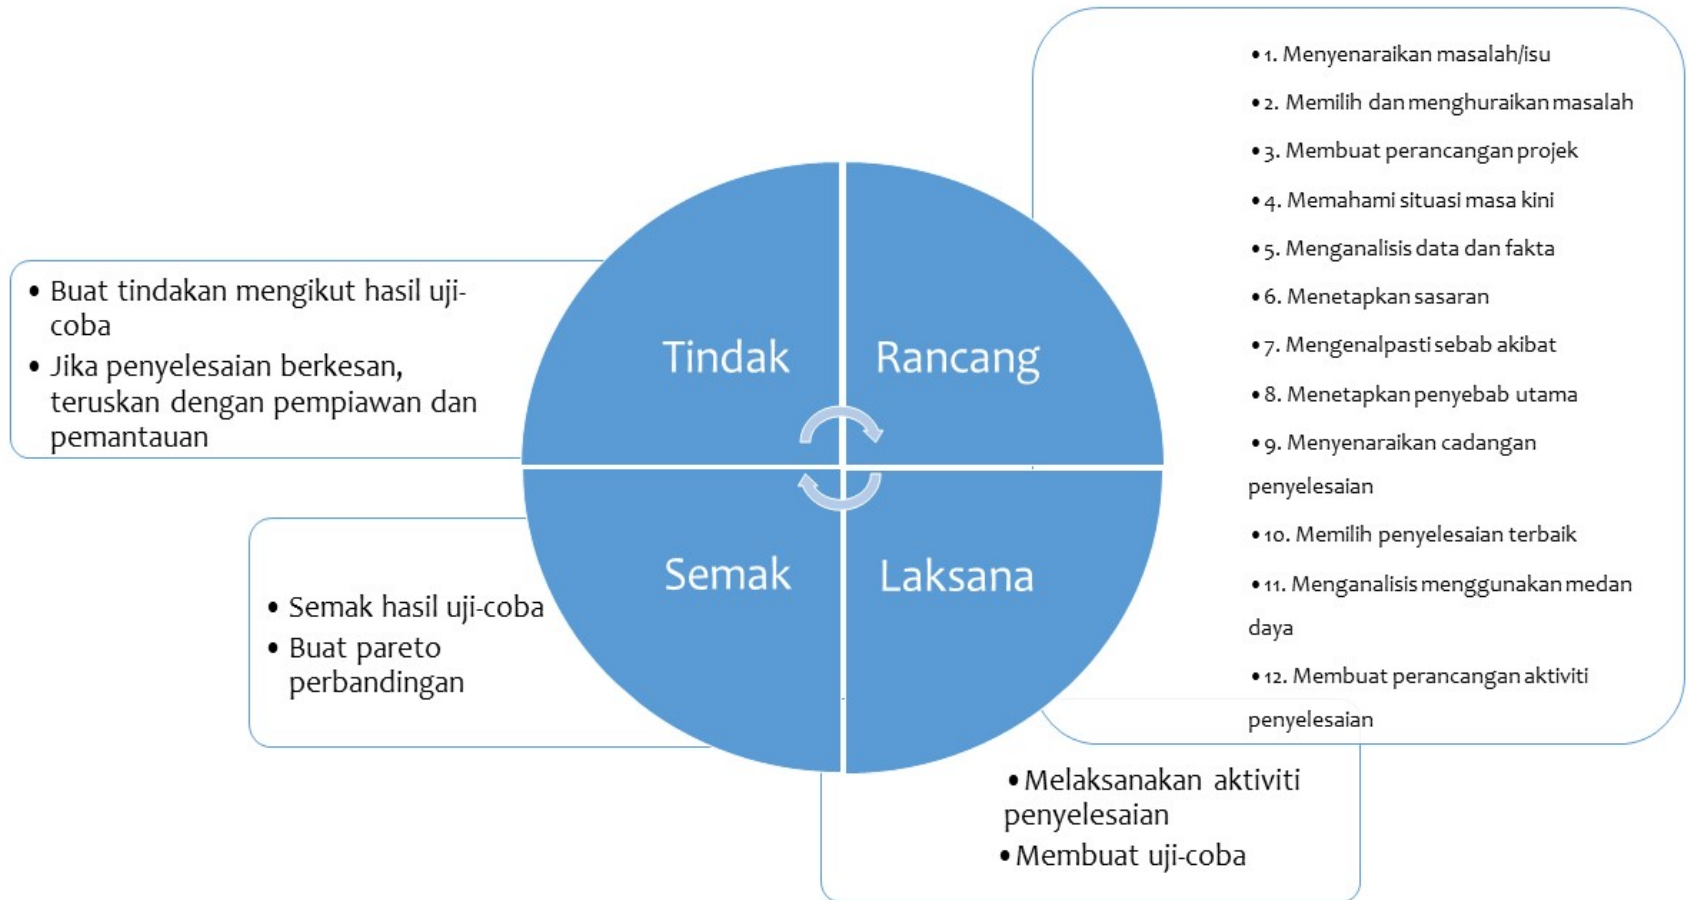 Tindak
Rancang
Semak
Laksana
• 1. Menyenaraikan masalah/isu
• 2. Memilih dan menghuraikan masalah
• 3. Membuat perancangan projek
• 4. Memahami situasi masa kini
• 5. Menganalisis data dan fakta
• 6. Menetapkan sasaran
• 7. Mengenalpasti sebab akibat
• 8. Menetapkan penyebab utama
• 9. Menyenaraikan cadangan
penyelesaian
• 10. Memilih penyelesaian terbaik
• 11. Menganalisis menggunakan medan
daya
• 12. Membuat perancangan aktiviti
penyelesaian
• Melaksanakan aktiviti
penyelesaian
• Membuat uji-coba
• Semak hasil uji-coba
• Buat pareto
perbandingan
• Buat tindakan mengikut hasil uji-
coba
• Jika penyelesaian berkesan,
teruskan dengan pempiawan dan
pemantauan